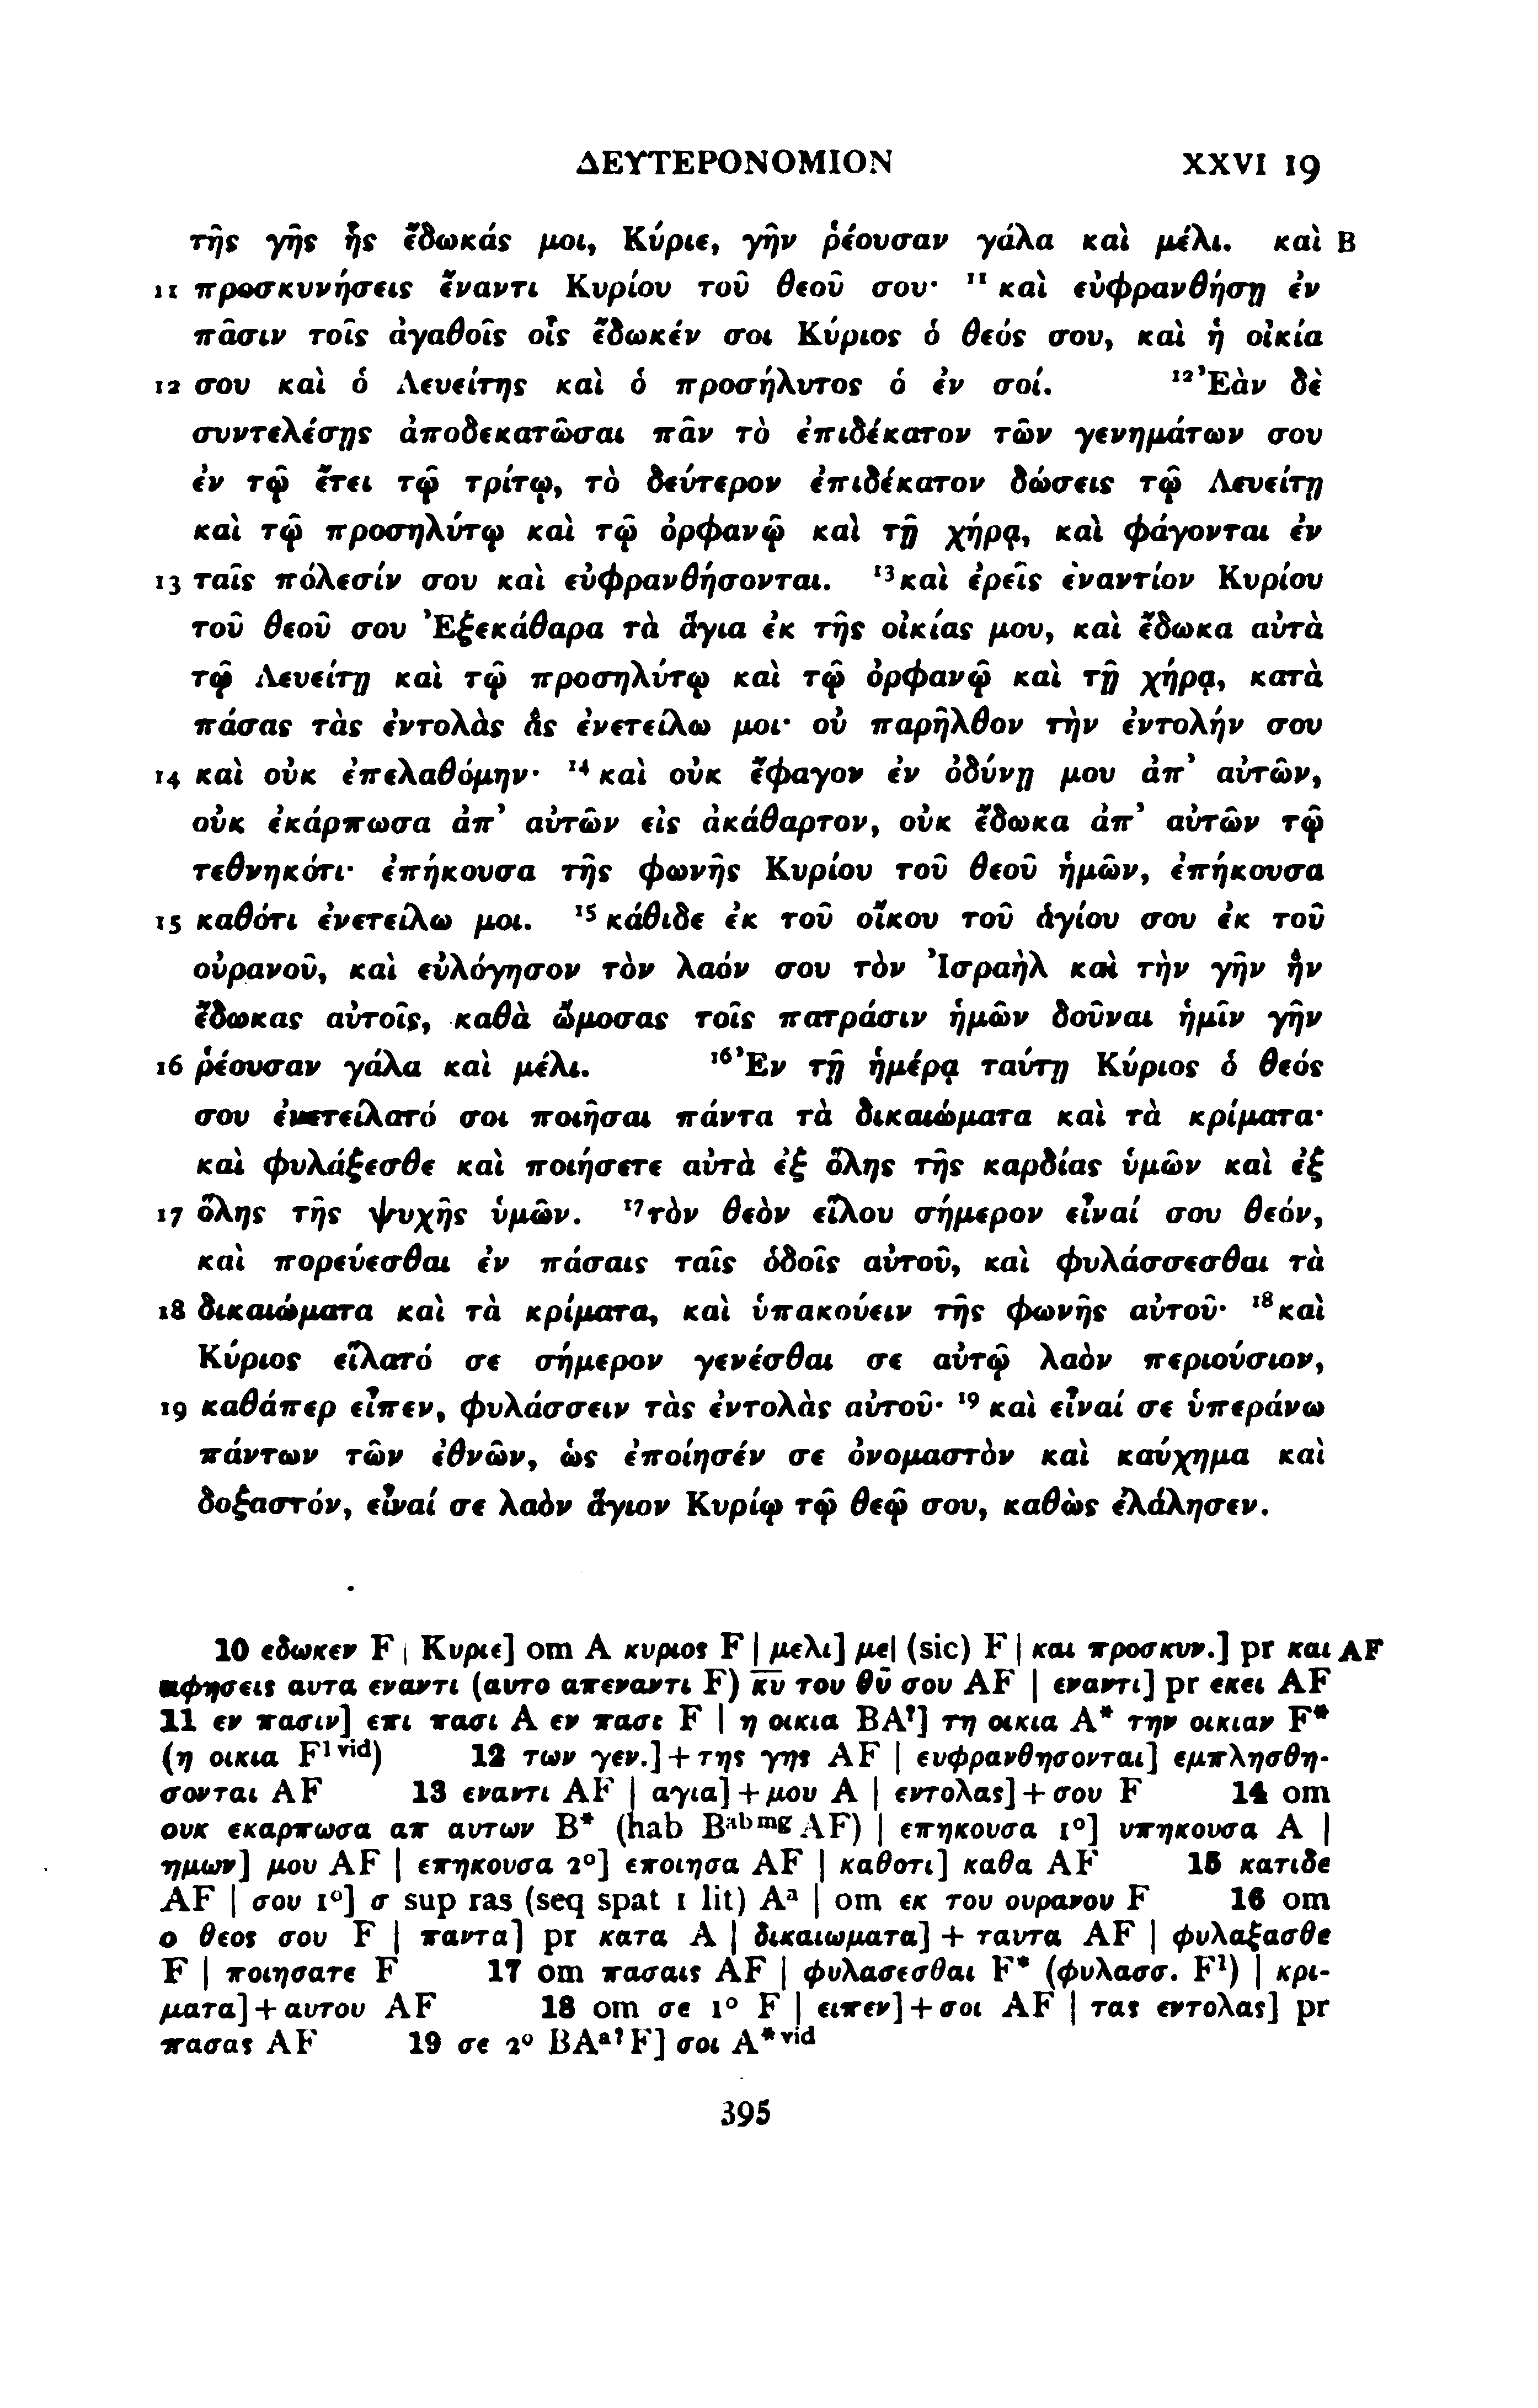 ΔΕΥΤΕΡΟΝΟΜΙΟΝ XXVI 19
τῆς γῆς ἧς ἔδωκάς μοι, Κύριε, γῆν ῥέουσαν γάλα καὶ μέλι. καὶ B
11 προσκυνήσεις ἔναντι Κυρίου τοῦ θεοῦ σου· ¹¹ καὶ εὐφρανθήσῃ ἐν
πᾶσιν τοῖς ἀγαθοῖς οἷς ἔδωκέν σοι Κύριος ὁ θεός σου, καὶ ἡ οἰκία
12 σου καὶ ὁ Λευείτης καὶ ὁ προσήλυτος ὁ ἐν σοί. ¹²Ἐὰν δὲ
συντελέσῃς ἀποδεκατῶσαι πᾶν τὸ ἐπιδέκατον τῶν γενημάτων σου
ἐν τῷ ἔτει τῷ τρίτῳ, τὸ δεύτερον ἐπιδέκατον δώσεις τῷ Λευείτῃ
καὶ τῷ προσηλύτῳ καὶ τῷ ὀρφανῷ καὶ τῇ χήρᾳ, καὶ φάγονται ἐν
13 ταῖς πόλεσίν σου καὶ εὐφρανθήσονται. ¹³καὶ ἐρεῖς ἐναντίον Κυρίου
τοῦ θεοῦ σου Ἐξεκάθαρα τὰ ἅγια ἐκ τῆς οἰκίας μου, καὶ ἔδωκα αὐτὰ
τῷ Λευείτῃ καὶ τῷ προσηλύτῳ καὶ τῷ ὀρφανῷ καὶ τῇ χήρᾳ, κατὰ
πάσας τὰς ἐντολὰς ἃς ἐνετείλω μοι· οὐ παρῆλθον τὴν ἐντολήν σου
14 καὶ οὐκ ἐπελαθόμην· ¹⁴ καὶ οὐκ ἔφαγον ἐν ὀδύνῃ μου ἀπ᾽ αὐτῶν,
οὐκ ἐκάρπωσα ἀπ᾽ αὐτῶν εἰς ἀκάθαρτον, οὐκ ἔδωκα ἀπ᾽ αὐτῶν τῷ
τεθνηκότι· ἐπήκουσα τῆς φωνῆς Κυρίου τοῦ θεοῦ ἡμῶν, ἐπήκουσα
15 καθότι ἐνετείλω μοι. ¹⁵ κάθιδε ἐκ τοῦ οἴκου τοῦ ἁγίου σου ἐκ τοῦ
οὐρανοῦ, καὶ εὐλόγησον τὸν λαόν σου τὸν Ἰσραὴλ καὶ τὴν γῆν ἣν
ἔδωκας αὐτοῖς, καθὰ ὤμοσας τοῖς πατράσιν ἡμῶν δοῦναι ἡμῖν γῆν
16 ῥέουσαν γάλα καὶ μέλι. ¹⁶Ἐν τῇ ἡμέρᾳ ταύτῃ Κύριος ὁ θεός
σου ἐνετείλατό σοι ποιῆσαι πάντα τὰ δικαιώματα καὶ τὰ κρίματα·
καὶ φυλάξεσθε καὶ ποιήσετε αὐτὰ ἐξ ὅλης τῆς καρδίας ὑμῶν καὶ ἐξ
17 ὅλης τῆς ψυχῆς ὑμῶν. ¹⁷τὸν θεὸν εἵλου σήμερον εἶναί σου θεόν,
καὶ πορεύεσθαι ἐν πάσαις ταῖς ὁδοῖς αὐτοῦ, καὶ φυλάσσεσθαι τὰ
18 δικαιώματα καὶ τὰ κρίματα, καὶ ὑπακούειν τῆς φωνῆς αὐτοῦ· ¹⁸καὶ
Κύριος εἵλατό σε σήμερον γενέσθαι σε αὐτῷ λαὸν περιούσιον,
19 καθάπερ εἶπεν, φυλάσσειν τὰς ἐντολὰς αὐτοῦ· ¹⁹ καὶ εἶναί σε ὑπεράνω
πάντων τῶν ἐθνῶν, ὡς ἐποίησέν σε ὀνομαστὸν καὶ καύχημα καὶ
δοξαστόν, εἶναί σε λαὸν ἅγιον Κυρίῳ τῷ θεῷ σου, καθὼς ἐλάλησεν.
10 εδωκεν F | Κυριε] om A κυριος F | μελι] με| (sic) F | και προσκυν.] pr και AF
αφησεις αυτα εναντι (αυτο απεναντι F) κ̅υ̅ του θ̅υ̅ σου AF | εναντι] pr εκει AF
11 εν πασιν] επι πασι A εν πασι F | η οικια BA?] τη οικια A* την οικιαν F*
(η οικια F¹ ᵛⁱᵈ) 12 των γεν.]+της γης AF | ευφρανθησονται] εμπλησθη-
σονται AF 13 εναντι AF | αγια]+μου A | εντολας]+σου F 14 om
ουκ εκαρπωσα απ αυτων B* (hab Bᵃᵇᵐᵍ AF) | επηκουσα 1°] υπηκουσα A |
ημων] μου AF | επηκουσα 2°] εποιησα AF | καθοτι] καθα AF 15 κατιδε
AF | σου 1°] σ sup ras (seq spat 1 lit) Aᵃ | om εκ του ουρανου F 16 om
ο θεος σου F | παντα] pr κατα A | δικαιωματα] + ταυτα AF | φυλαξασθε
F | ποιησατε F 17 om πασαις AF | φυλασεσθαι F* (φυλασσ. F¹) | κρι-
ματα]+αυτου AF 18 om σε 1° F | ειπεν]+σοι AF | τας εντολας] pr
πασας AF 19 σε 2° BAᵃ?F] σοι A*ᵛⁱᵈ
395